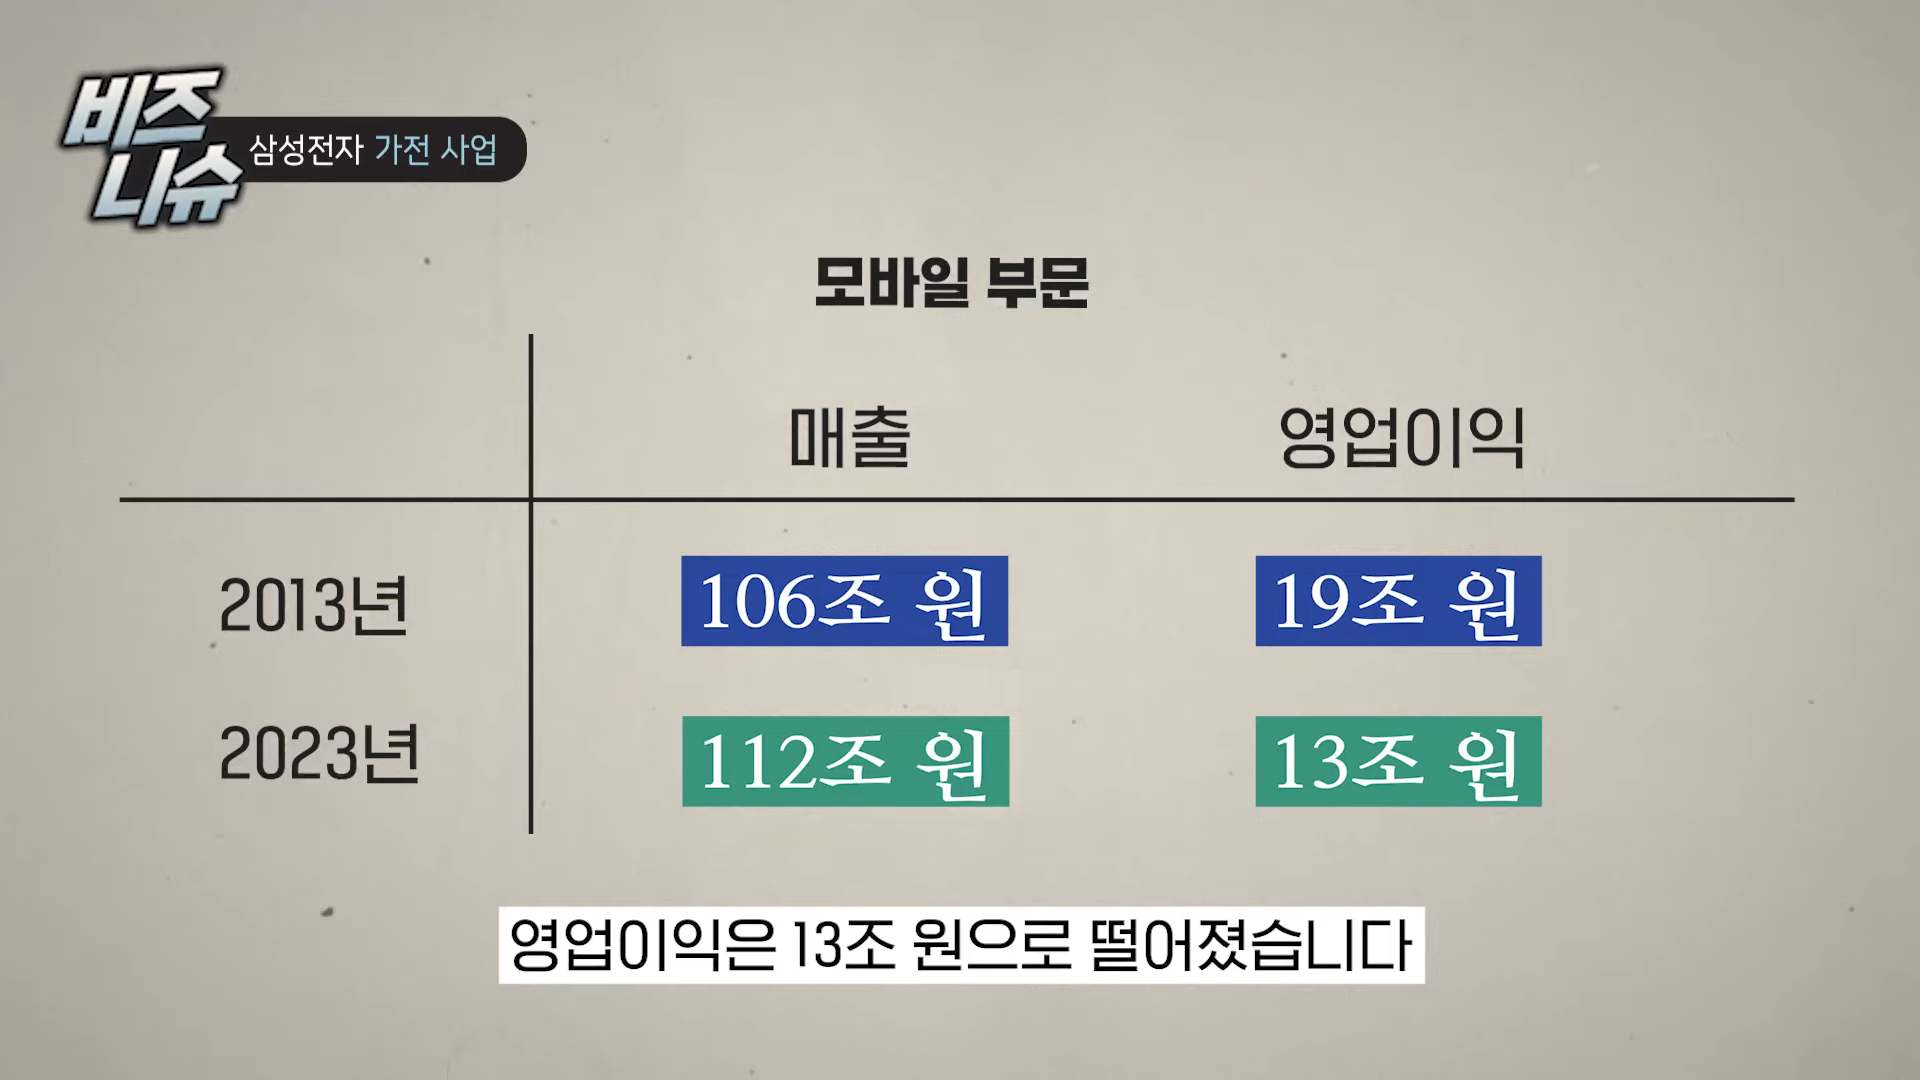 비즈
니슈
삼성전자 가전 사업
모바일 부문
매출 영업이익
2013년 106조 원 19조 원
2023년 112조 원 13조 원
영업이익은 13조 원으로 떨어졌습니다